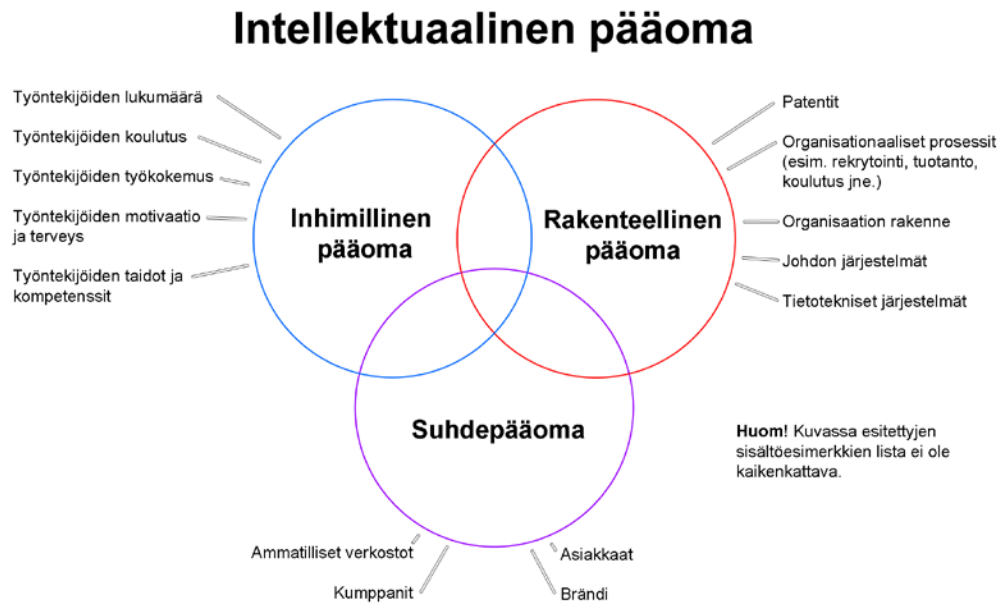 Intellektuaalinen pääoma
Työntekijöiden lukumäärä
Työntekijöiden koulutus
Työntekijöiden työkokemus
Työntekijöiden motivaatio
ja terveys
Työntekijöiden taidot ja
kompetenssit
Inhimillinen
pääoma
Rakenteellinen
pääoma
Patentit
Organisationaaliset prosessit
(esim. rekrytointi, tuotanto,
koulutus jne.)
Organisaation rakenne
Johdon järjestelmät
Tietotekniset järjestelmät
Suhdepääoma
Huom! Kuvassa esitettyjen
sisältöesimerkkien lista ei ole
kaikenkattava.
Ammatilliset verkostot
Kumppanit
Asiakkaat
Brändi